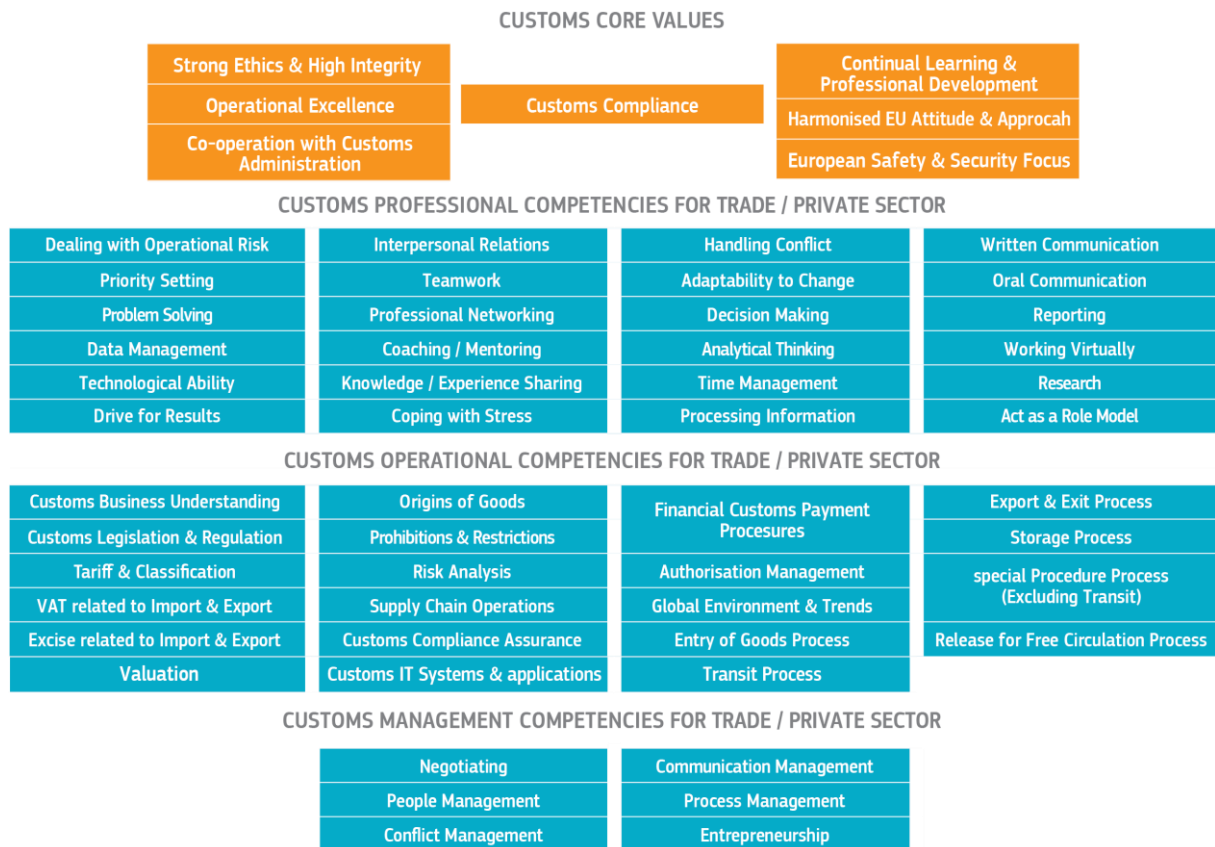 CUSTOMS CORE VALUES
Strong Ethics & High Integrity
Operational Excellence
Co-operation with Customs
Administration
Customs Compliance
Continual Learning &
Professional Development
Harmonised EU Attitude & Approcah
European Safety & Security Focus
CUSTOMS PROFESSIONAL COMPETENCIES FOR TRADE / PRIVATE SECTOR
Dealing with Operational Risk
Priority Setting
Problem Solving
Data Management
Technological Ability
Drive for Results
Interpersonal Relations
Teamwork
Professional Networking
Coaching / Mentoring
Knowledge / Experience Sharing
Coping with Stress
Handling Conflict
Adaptability to Change
Decision Making
Analytical Thinking
Time Management
Processing Information
Written Communication
Oral Communication
Reporting
Working Virtually
Research
Act as a Role Model
CUSTOMS OPERATIONAL COMPETENCIES FOR TRADE / PRIVATE SECTOR
Customs Business Understanding
Customs Legislation & Regulation
Tariff & Classification
VAT related to Import & Export
Excise related to Import & Export
Valuation
Origins of Goods
Prohibitions & Restrictions
Risk Analysis
Supply Chain Operations
Customs Compliance Assurance
Customs IT Systems & applications
Financial Customs Payment
Procesures
Authorisation Management
Global Environment & Trends
Entry of Goods Process
Transit Process
Export & Exit Process
Storage Process
special Procedure Process
(Excluding Transit)
Release for Free Circulation Process
CUSTOMS MANAGEMENT COMPETENCIES FOR TRADE / PRIVATE SECTOR
Negotiating
People Management
Conflict Management
Communication Management
Process Management
Entrepreneurship